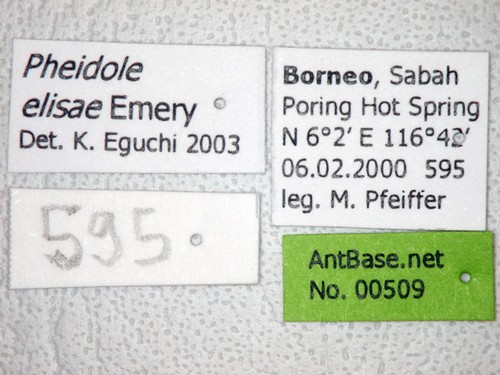 Pheidole
elisae Emery
Det. K. Eguchi 2003
595
Borneo, Sabah
Poring Hot Spring
N 6°2' E 116°42'
06.02.2000 595
leg. M. Pfeiffer
AntBase.net
No. 00509